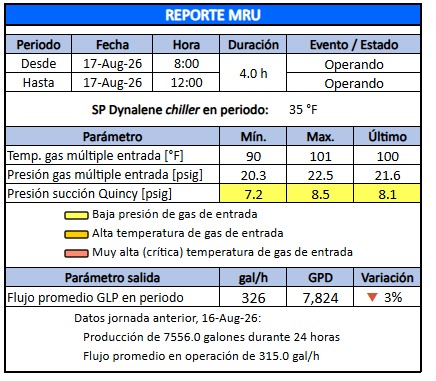 REPORTE MRU
Periodo Fecha Hora Duración Evento / Estado
Desde 17-Aug-26 8:00 4.0 h Operando
Hasta 17-Aug-26 12:00 Operando
SP Dynalene chiller en periodo: 35 °F
Parámetro Mín. Max. Último
Temp. gas múltiple entrada [°F] 90 101 100
Presión gas múltiple entrada [psig] 20.3 22.5 21.6
Presión succión Quincy [psig] 7.2 8.5 8.1
Baja presión de gas de entrada
Alta temperatura de gas de entrada
Muy alta (crítica) temperatura de gas de entrada
Parámetro salida gal/h GPD Variación
Flujo promedio GLP en periodo 326 7,824 ▼ 3%
Datos jornada anterior, 16-Aug-26:
Producción de 7556.0 galones durante 24 horas
Flujo promedio en operación de 315.0 gal/h